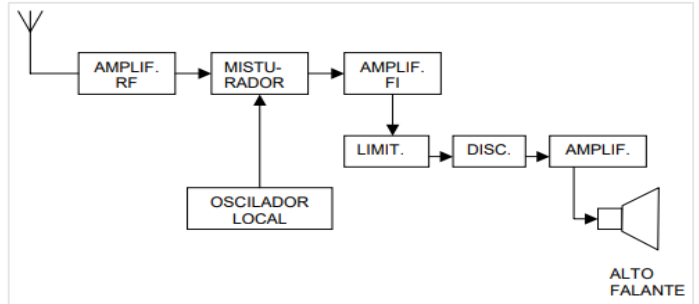 AMPLIF.
RF
MISTU-
RADOR
AMPLIF.
FI
LIMIT.
DISC.
AMPLIF.
OSCILADOR
LOCAL
ALTO
FALANTE